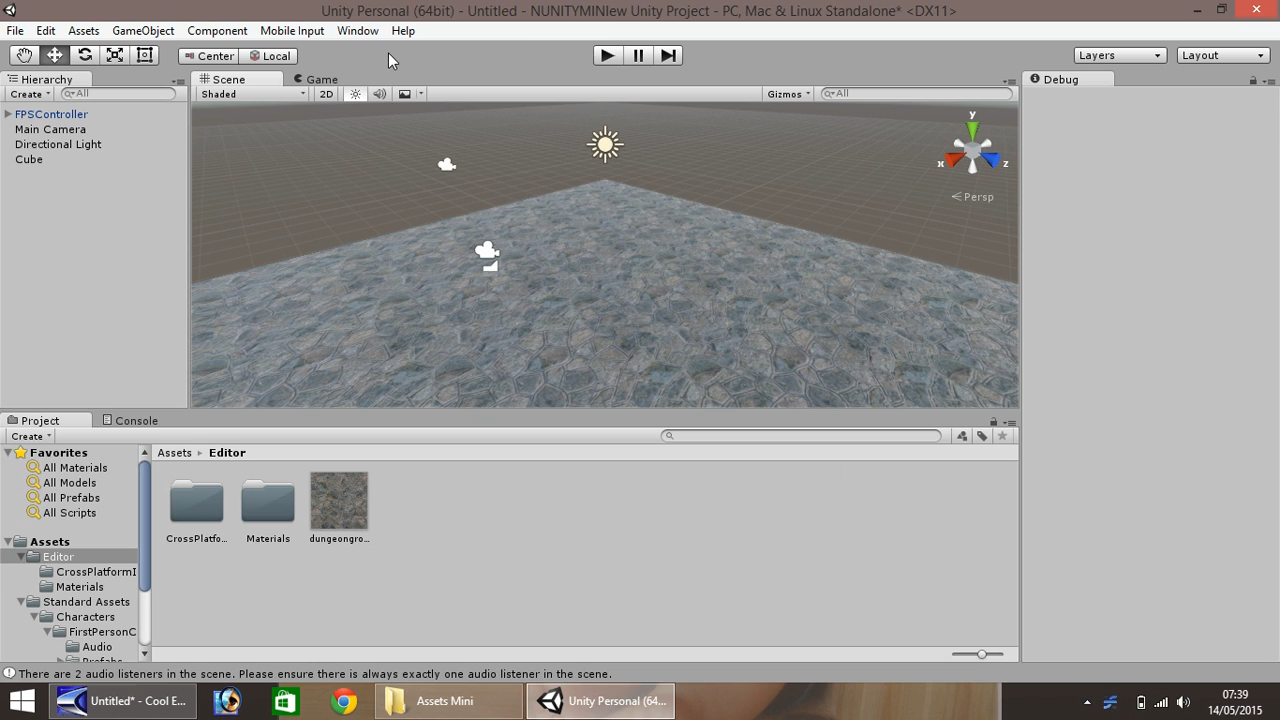 Unity Personal (64bit) - Untitled - NUNITYMINIew Unity Project - PC, Mac & Linux Standalone* <DX11>
File Edit Assets GameObject Component Mobile Input Window Help
Center Local Layers Layout
Hierarchy Scene Game Debug
Create All Shaded 2D Gizmos All
FPSController
Main Camera
Directional Light
Cube
y
x z
Persp
Project Console
Create
Favorites
All Materials
All Models
All Prefabs
All Scripts
Assets
Editor
CrossPlatformI
Materials
Standard Assets
Characters
FirstPersonC
Audio
Prefabs
Assets Editor
CrossPlatfo... Materials dungeongro...
There are 2 audio listeners in the scene. Please ensure there is always exactly one audio listener in the scene.
Untitled* - Cool E... Assets Mini Unity Personal (64...
07:39
14/05/2015